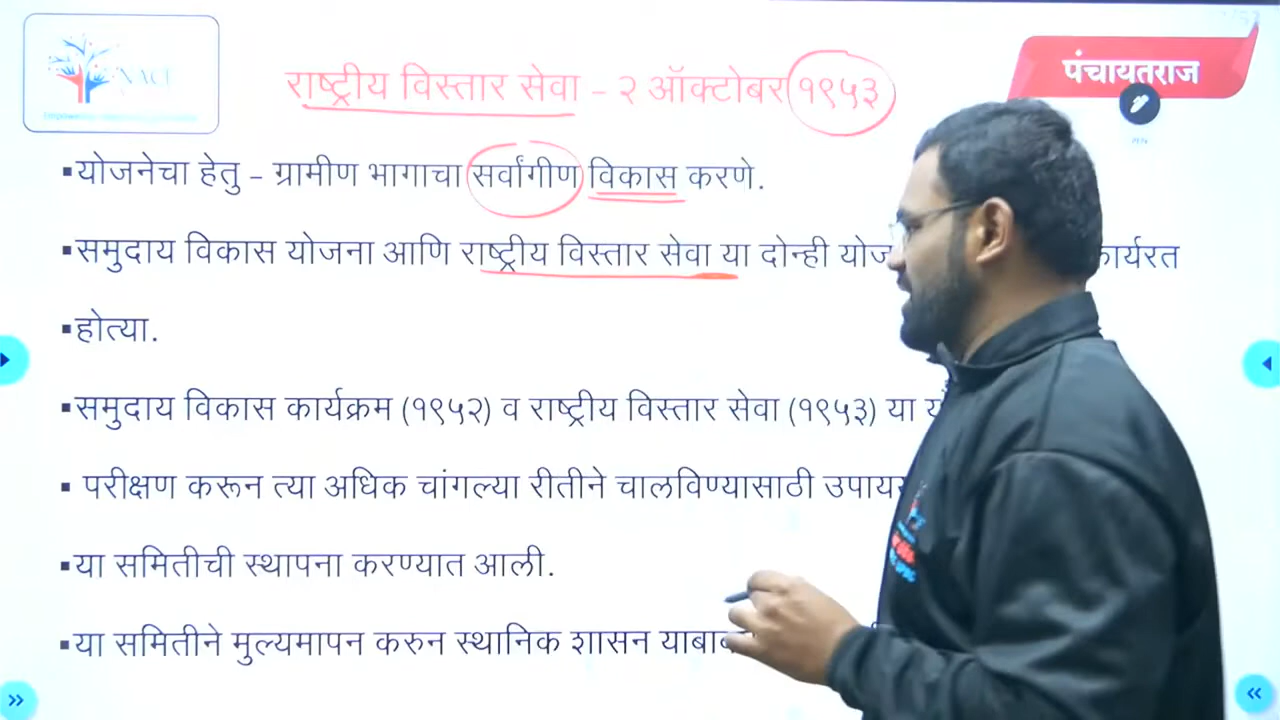 पंचायतराज
राष्ट्रीय विस्तार सेवा – २ ऑक्टोबर १९५३
▪योजनेचा हेतु – ग्रामीण भागाचा सर्वांगीण विकास करणे.
▪समुदाय विकास योजना आणि राष्ट्रीय विस्तार सेवा या दोन्ही कार्यरत
▪होत्या.
▪समुदाय विकास कार्यक्रम (१९५२) व राष्ट्रीय विस्तार सेवा (१९५३) या
▪ परीक्षण करून त्या अधिक चांगल्या रीतीने चालविण्यासाठी
▪या समितीची स्थापना करण्यात आली.
▪या समितीने मुल्यमापन करुन स्थानिक शासन